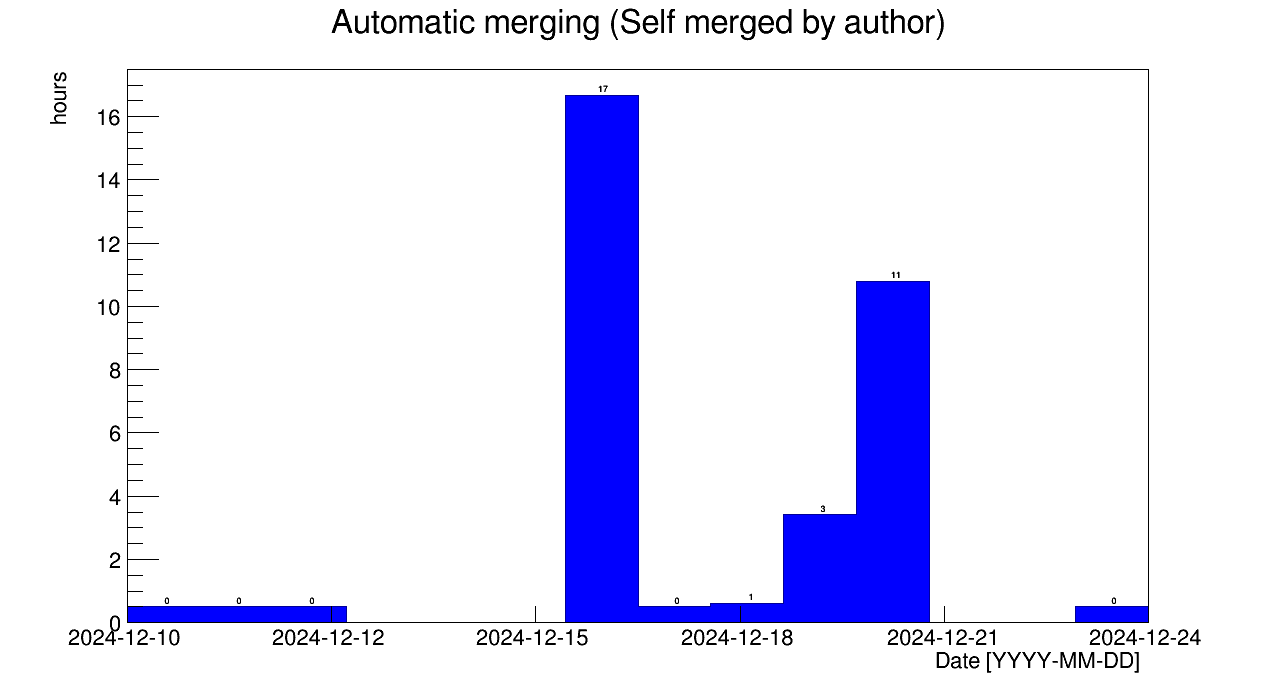 Automatic merging (Self merged by author)
hours
17
16
14
12
11
10
8
6
4
3
2
0 0 0 0 1 0
0
2024-12-10 2024-12-12 2024-12-15 2024-12-18 2024-12-21 2024-12-24
Date [YYYY-MM-DD]